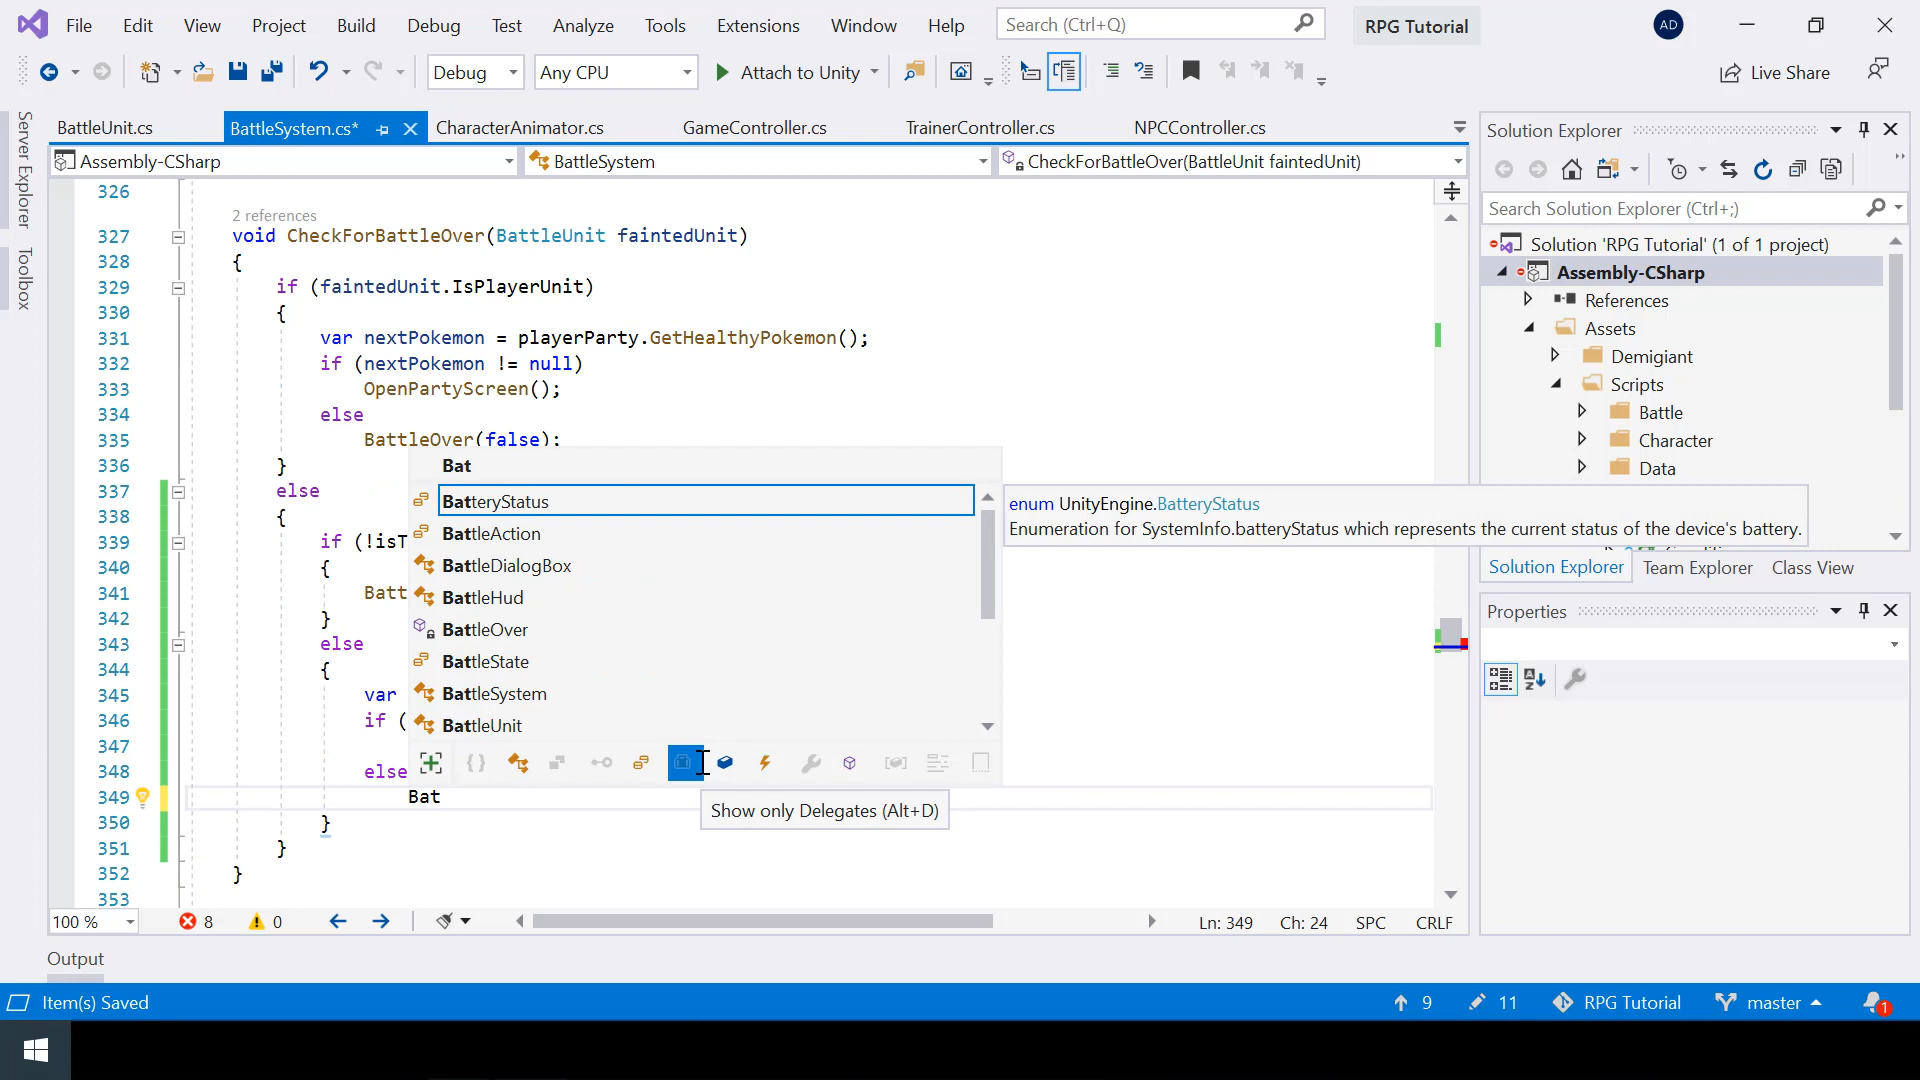 File Edit View Project Build Debug Test Analyze Tools Extensions Window Help Search (Ctrl+Q) RPG Tutorial AD
Debug Any CPU Attach to Unity Live Share
Server Explorer
Toolbox
BattleUnit.cs BattleSystem.cs* CharacterAnimator.cs GameController.cs TrainerController.cs NPCController.cs
Assembly-CSharp BattleSystem CheckForBattleOver(BattleUnit faintedUnit)
326
2 references
327 void CheckForBattleOver(BattleUnit faintedUnit)
328 {
329 if (faintedUnit.IsPlayerUnit)
330 {
331 var nextPokemon = playerParty.GetHealthyPokemon();
332 if (nextPokemon != null)
333 OpenPartyScreen();
334 else
335 BattleOver(false);
336 }
337 else
338 {
339 if (!isT
340 {
341 Batt
342 }
343 else
344 {
345 var
346 if (
347
348 else
349 Bat
350 }
351 }
352 }
353
Bat
BatteryStatus
BattleAction
BattleDialogBox
BattleHud
BattleOver
BattleState
BattleSystem
BattleUnit
enum UnityEngine.BatteryStatus
Enumeration for SystemInfo.batteryStatus which represents the current status of the device's battery.
Show only Delegates (Alt+D)
100 % 8 0 Ln: 349 Ch: 24 SPC CRLF
Solution Explorer
Search Solution Explorer (Ctrl+;)
Solution 'RPG Tutorial' (1 of 1 project)
Assembly-CSharp
References
Assets
Demigiant
Scripts
Battle
Character
Data
Solution Explorer Team Explorer Class View
Properties
Output
Item(s) Saved 9 11 RPG Tutorial master 1